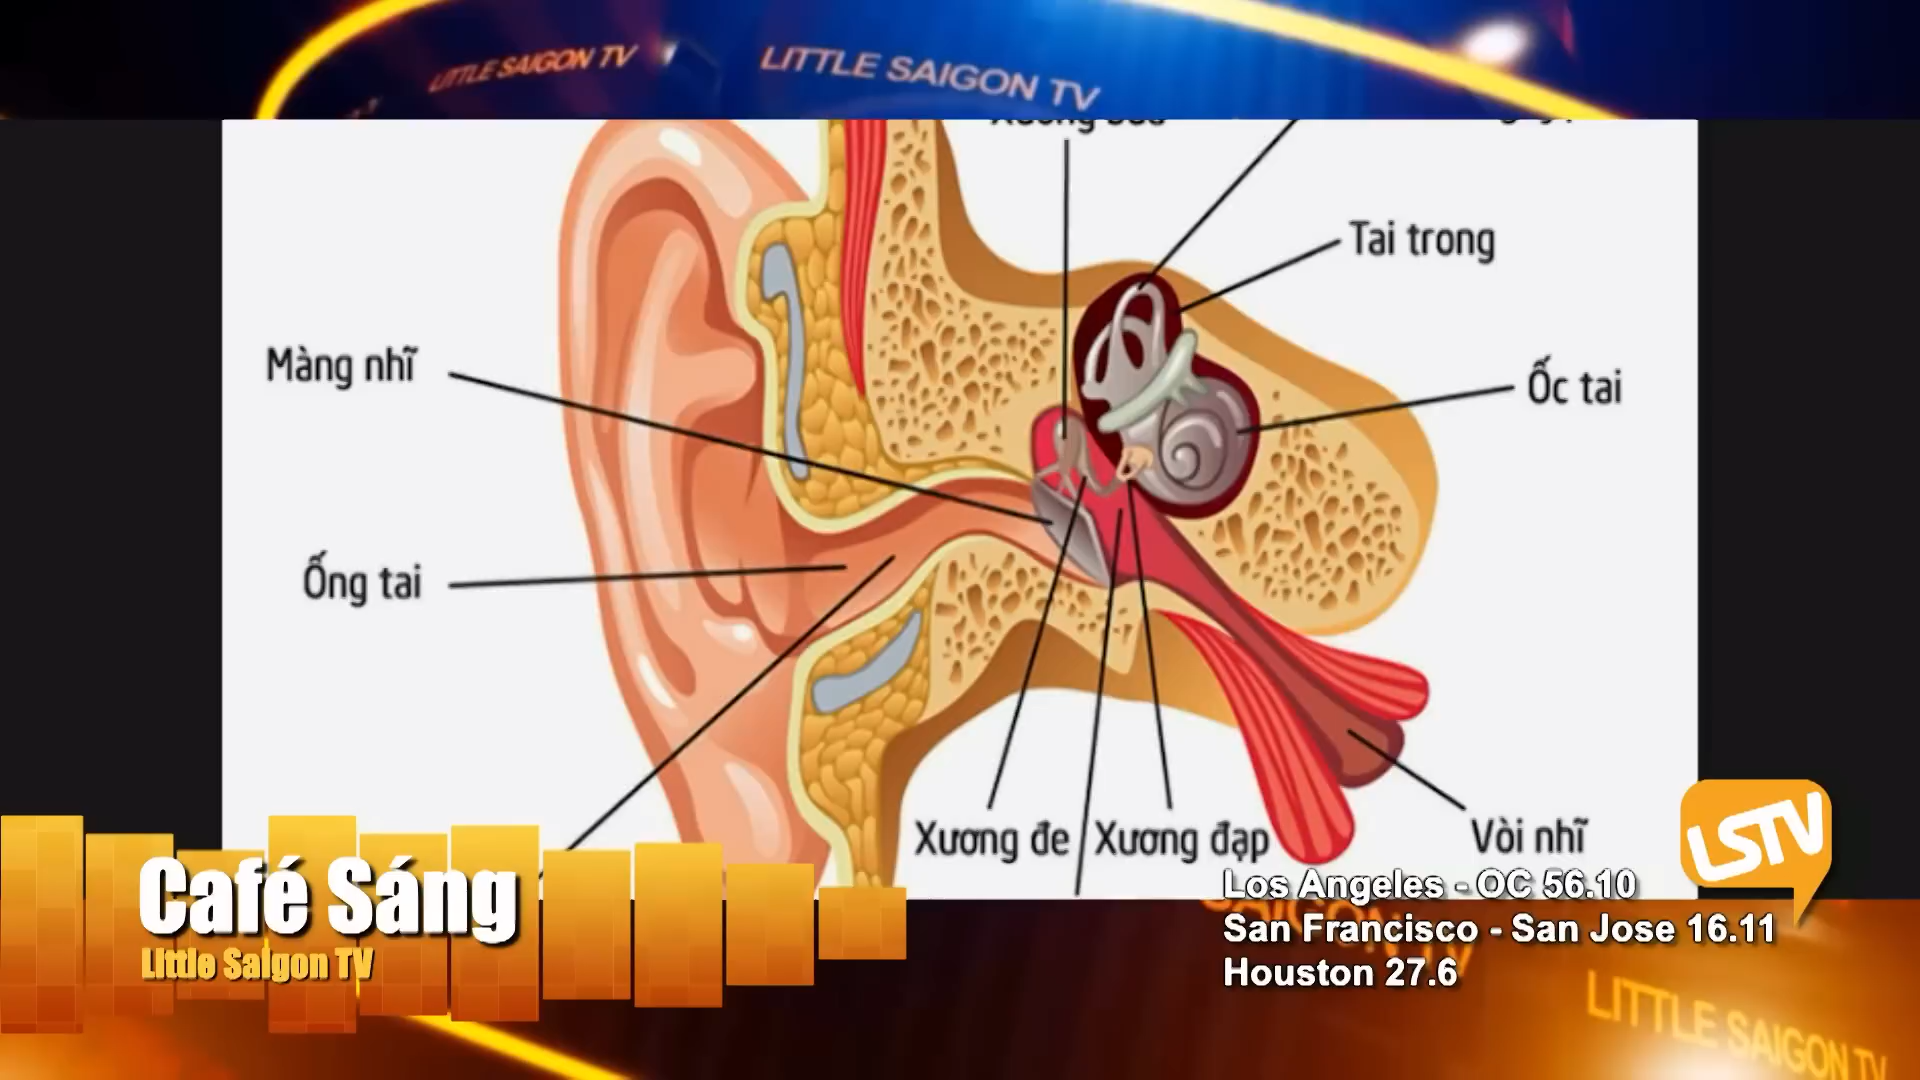 LITTLE SAIGON TV
LITTLE SAIGON TV
Tai trong
Màng nhĩ
Ốc tai
Ống tai
Xương đe
Xương đạp
Vòi nhĩ
LSTV
Café Sáng
Little Saigon TV
Los Angeles - OC 56.10
San Francisco - San Jose 16.11
Houston 27.6
LITTLE SAIGON TV